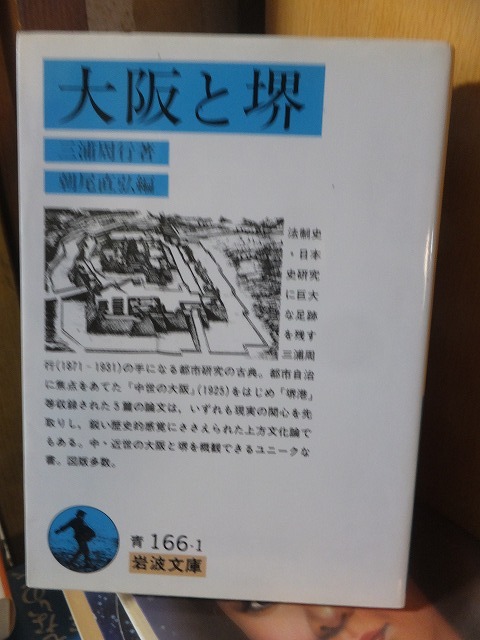 大阪と堺
三浦周行著
朝尾直弘編
法制史
・日本
史研究
に巨大
な足跡
を残す
三浦周
行(1871-1931)の手になる都市研究の古典。都市自治
に焦点をあてた「中世の大阪」(1925)をはじめ「堺港」
等収録された5篇の論文は、いずれも現実の関心を先
取りし、鋭い歴史的感覚にささえられた上方文化論で
もある。中・近世の大阪と堺を概観できるユニークな
書。図版多数。
青 166-1
岩波文庫